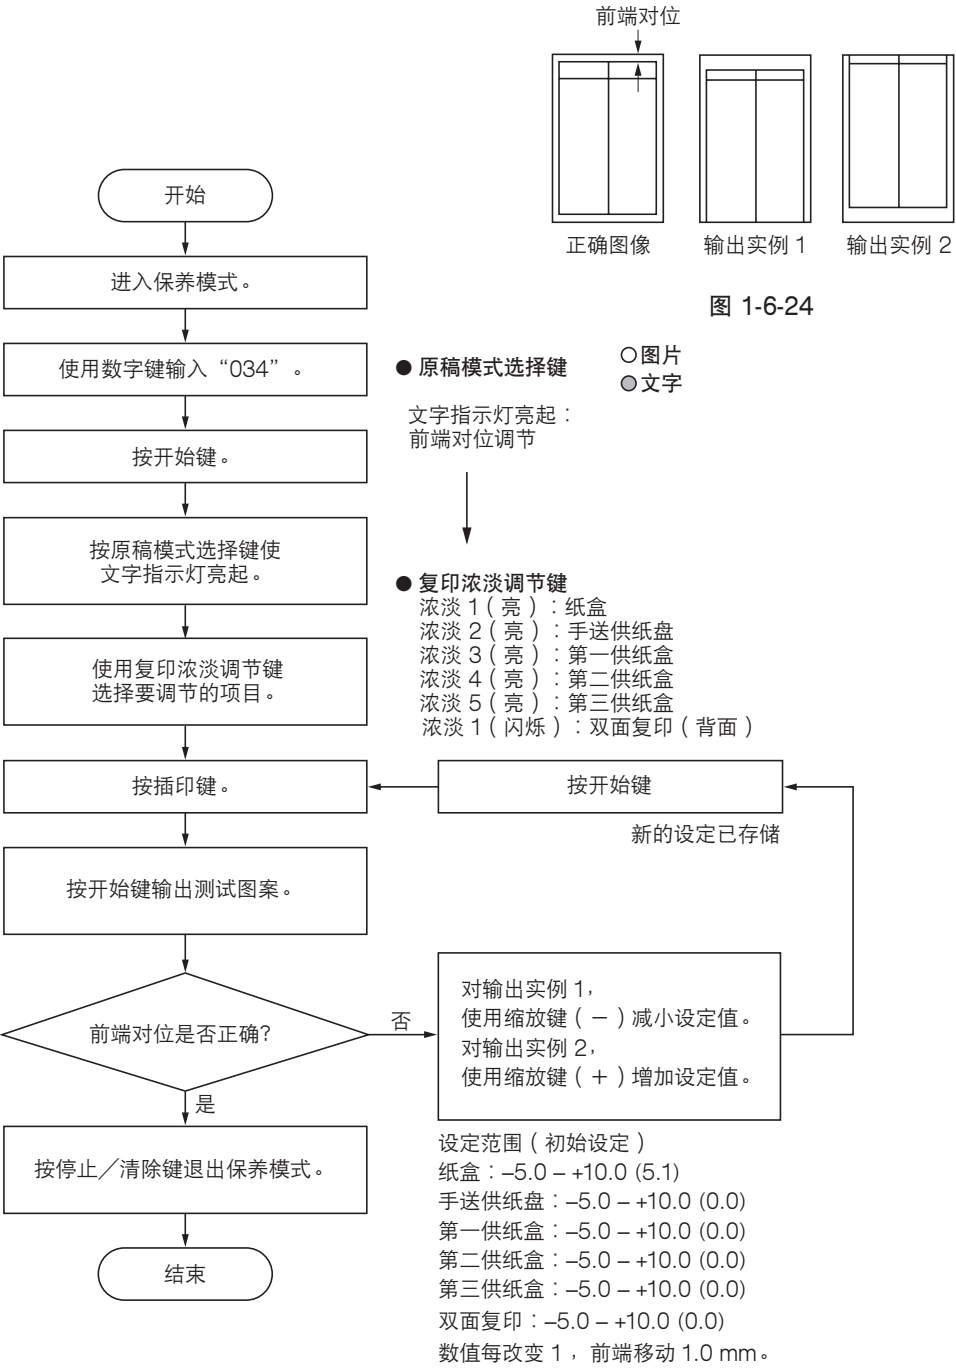 前端对位
正确图像
输出实例 1
输出实例 2
图 1-6-24
开始
进入保养模式。
使用数字键输入“034”。
按开始键。
按原稿模式选择键使
文字指示灯亮起。
使用复印浓淡调节键
选择要调节的项目。
按插印键。
按开始键输出测试图案。
前端对位是否正确?
否
是
按停止／清除键退出保养模式。
结束
● 原稿模式选择键
○图片
●文字
文字指示灯亮起：
前端对位调节
● 复印浓淡调节键
浓淡 1（亮）：纸盒
浓淡 2（亮）：手送供纸盘
浓淡 3（亮）：第一供纸盒
浓淡 4（亮）：第二供纸盒
浓淡 5（亮）：第三供纸盒
浓淡 1（闪烁）：双面复印（背面）
按开始键
新的设定已存储
对输出实例 1，
使用缩放键（－）减小设定值。
对输出实例 2，
使用缩放键（＋）增加设定值。
设定范围（初始设定）
纸盒：–5.0 – +10.0 (5.1)
手送供纸盘：–5.0 – +10.0 (0.0)
第一供纸盒：–5.0 – +10.0 (0.0)
第二供纸盒：–5.0 – +10.0 (0.0)
第三供纸盒：–5.0 – +10.0 (0.0)
双面复印：–5.0 – +10.0 (0.0)
数值每改变 1，前端移动 1.0 mm。